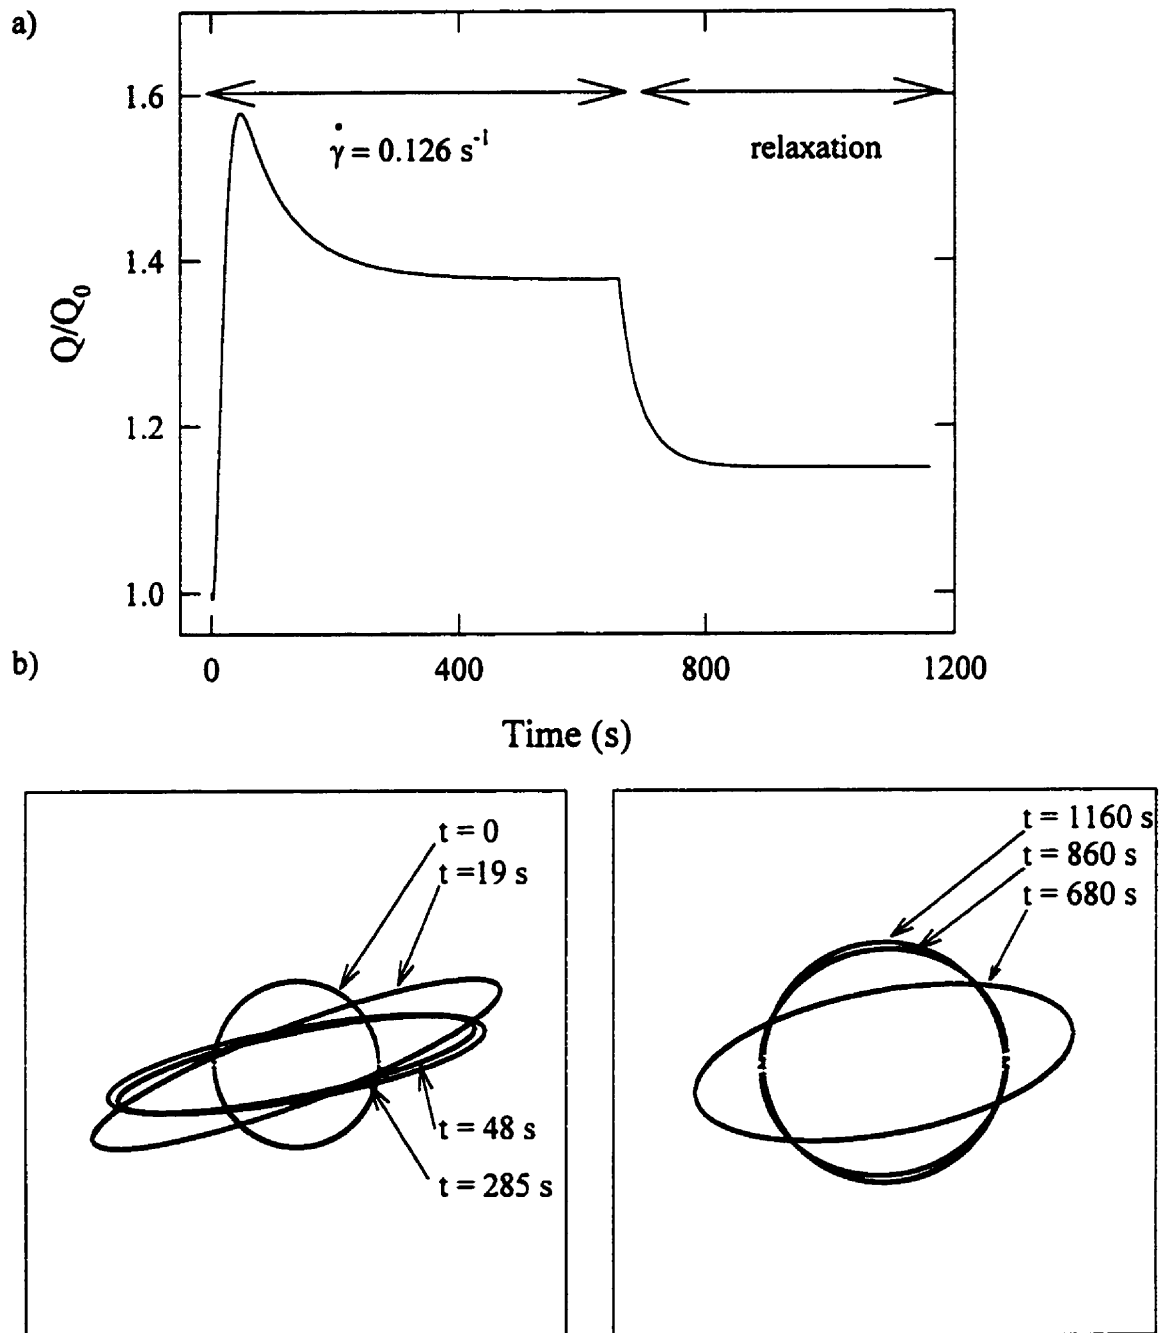 a)
1.6
γ̇ = 0.126 s⁻¹
relaxation
1.4
Q/Q₀
1.2
1.0
b)
0
400
800
1200
Time (s)
t = 0
t =19 s
t = 48 s
t = 285 s
t = 1160 s
t = 860 s
t = 680 s